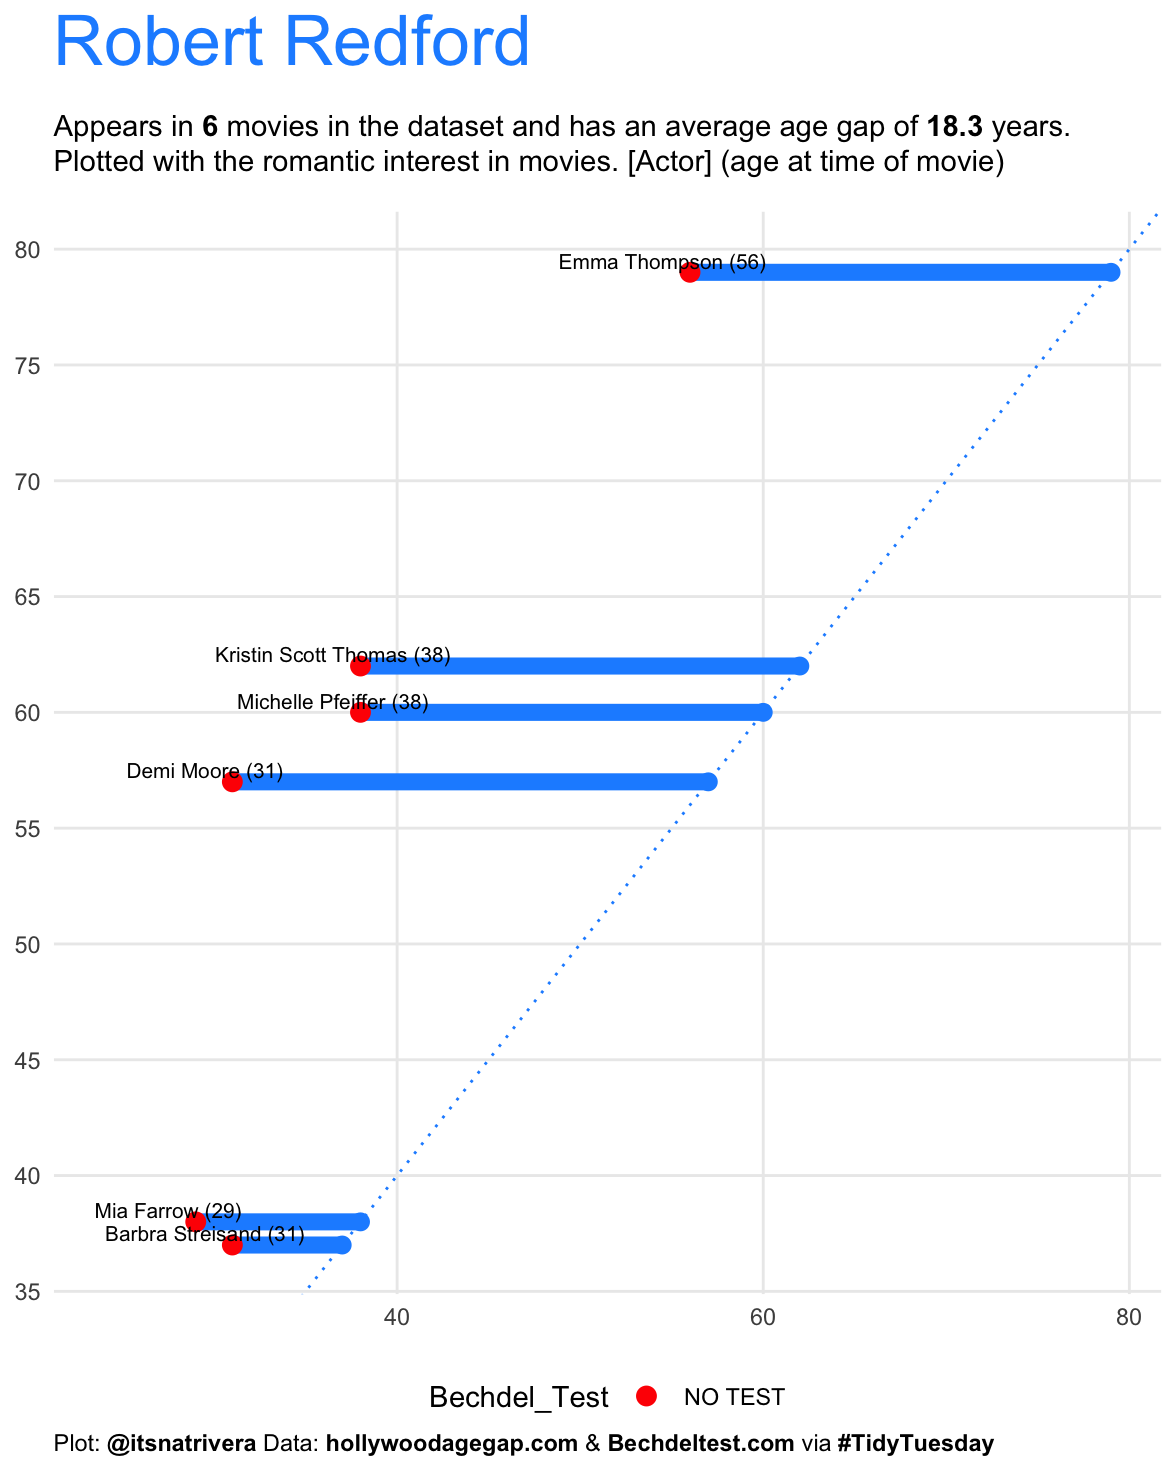 Robert Redford
Appears in 6 movies in the dataset and has an average age gap of 18.3 years.
Plotted with the romantic interest in movies. [Actor] (age at time of movie)
80
Emma Thompson (56)
75
70
65
Kristin Scott Thomas (38)
Michelle Pfeiffer (38)
60
Demi Moore (31)
55
50
45
40
Mia Farrow (29)
Barbra Streisand (31)
35
40 60 80
Bechdel_Test NO TEST
Plot: @itsnatrivera Data: hollywoodagegap.com & Bechdeltest.com via #TidyTuesday